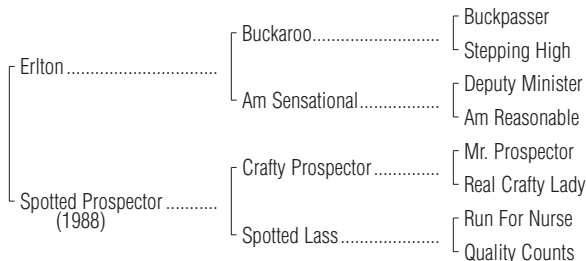 Buckpasser
Buckaroo..........................
Stepping High
Erlton ................................
Deputy Minister
Am Sensational.................
Am Reasonable
Mr. Prospector
Crafty Prospector ..............
Real Crafty Lady
Spotted Prospector ...........
(1988)
Run For Nurse
Spotted Lass.....................
Quality Counts